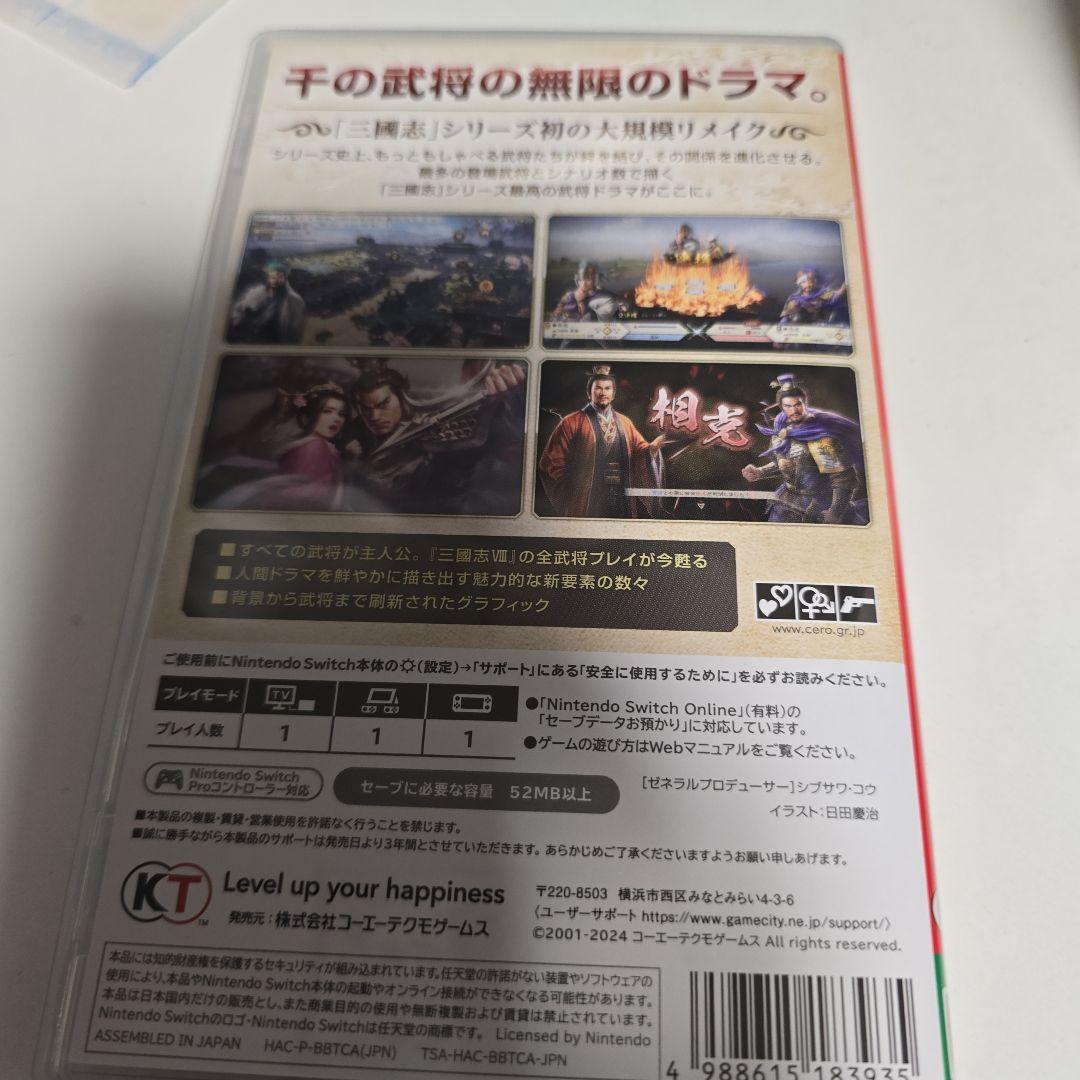 千の武将の無限のドラマ。
「三國志」シリーズ初の大規模リメイク
シリーズ史上、もっともしゃべる武将たちが絆を結び、その関係を進化させる。
最多の登場武将とシナリオ数で描く
「三國志」シリーズ最高の武将ドラマがここに。
相克
■すべての武将が主人公。『三國志Ⅷ』の全武将プレイが今甦る
■人間ドラマを鮮やかに描き出す魅力的な新要素の数々
■背景から武将まで刷新されたグラフィック
www.cero.gr.jp
ご使用前にNintendo Switch本体の(設定)→「サポート」にある「安全に使用するために」を必ずお読みください。
プレイモード TV
プレイ人数 1 1 1
●「Nintendo Switch Online」(有料)の
「セーブデータお預かり」に対応しています。
●ゲームの遊び方はWebマニュアルをご覧ください。
Nintendo Switch
Proコントローラー対応
セーブに必要な容量 52MB以上
[ゼネラルプロデューサー]シブサワ・コウ
イラスト:日田慶治
■本製品の複製・賃貸・営業使用を許諾なく行うことを禁じます。
■誠に勝手ながら本製品のサポートは発売日より3年間とさせていただきます。あらかじめご了承くださいますようお願い申しあげます。
KT TM
Level up your happiness
発売元:株式会社コーエーテクモゲームス
〒220-8503 横浜市西区みなとみらい4-3-6
〈ユーザーサポート https://www.gamecity.ne.jp/support/〉
©2001-2024 コーエーテクモゲームス All rights reserved.
本品には知的財産権を保護するセキュリティが組み込まれています。任天堂の許諾がない装置やソフトウェアの
使用により、本品やNintendo Switch本体の起動やオンライン接続ができなくなる可能性があります。
本品は日本国内だけの販売とし、また商業目的の使用や無断複製および賃貸は禁止されています。
Nintendo Switchのロゴ・Nintendo Switchは任天堂の商標です。 Licensed by Nintendo
ASSEMBLED IN JAPAN HAC-P-BBTCA(JPN) TSA-HAC-BBTCA-JPN
4 988615 183935